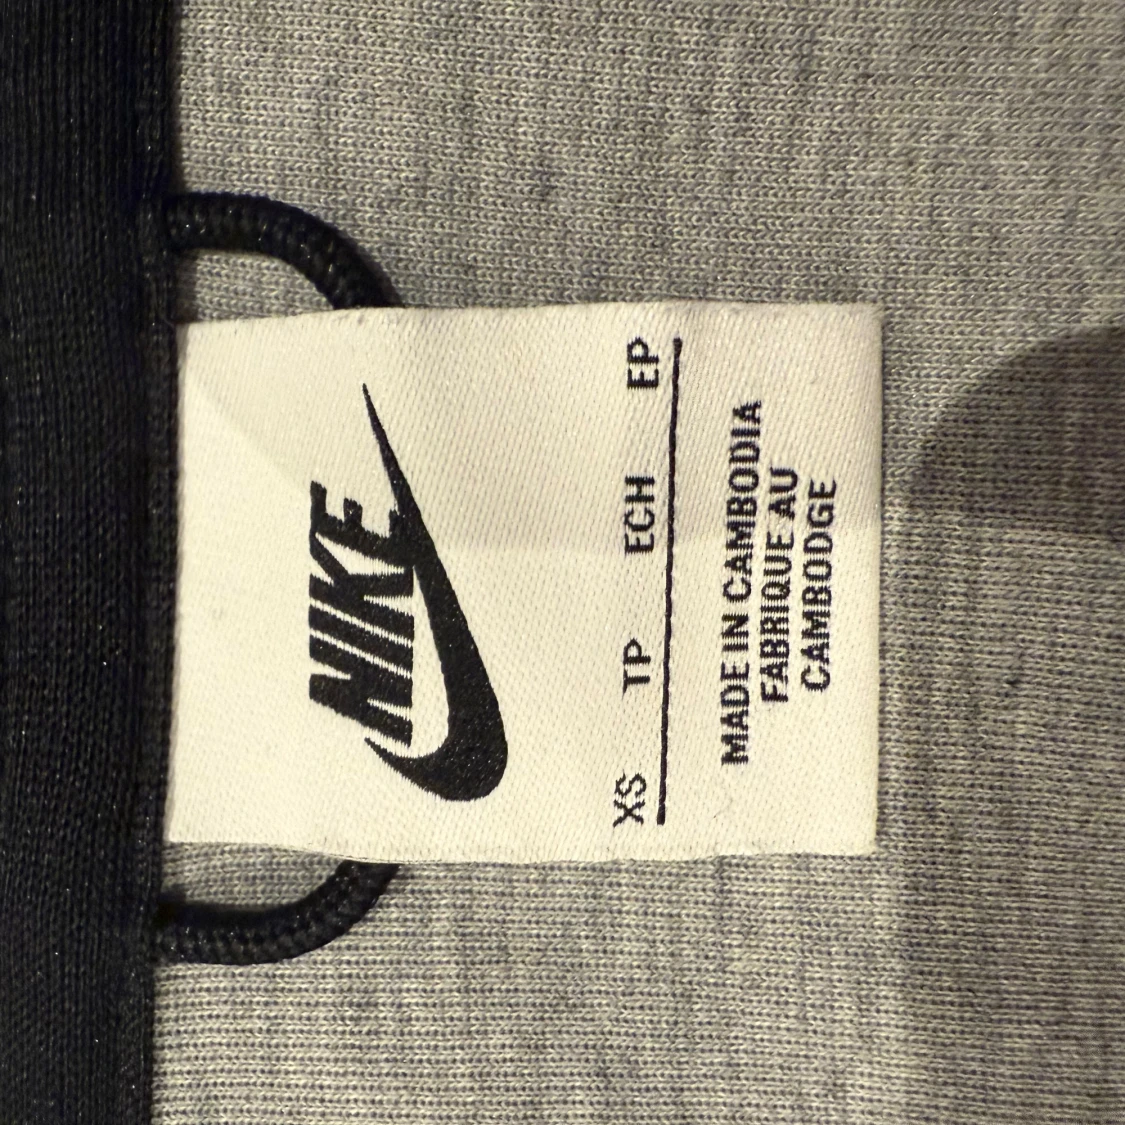 NIKE
XS TP ECH EP
MADE IN CAMBODIA
FABRIQUE AU
CAMBODGE